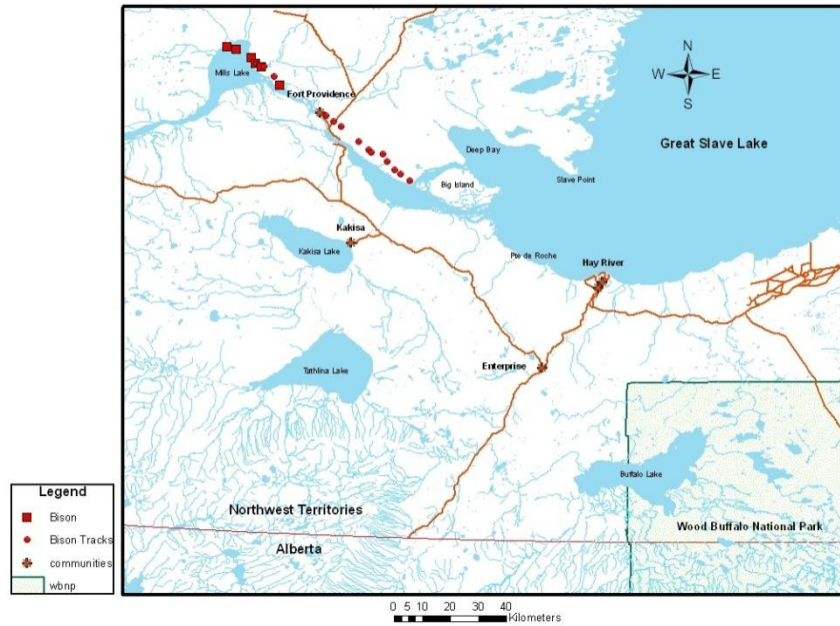 N
W E
S
Mills Lake
Fort Providence
Great Slave Lake
Deep Bay
Slave Point
Big Island
Kakisa
Kakisa Lake
Pte de Roche
Hay River
Tathlina Lake
Enterprise
Buffalo Lake
Northwest Territories
Wood Buffalo National Park
Alberta
Legend
Bison
Bison Tracks
communities
wbnp
0 5 10 20 30 40
Kilometers